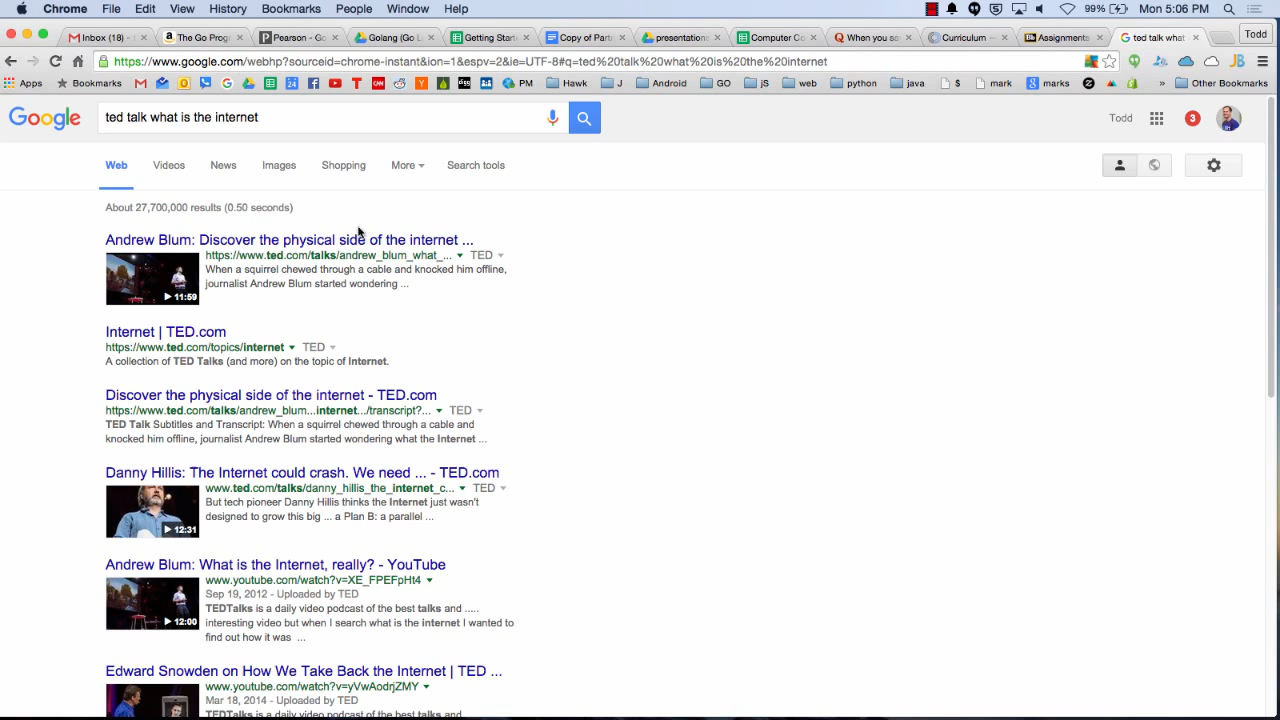 Chrome File Edit View History Bookmarks People Window Help 99% Mon 5:06 PM
Inbox (18) - The Go Prog Pearson - Go Golang (Go L Getting Start Copy of Part presentation Computer Sc When you sa Curriculum - Assignments ted talk what Todd
https://www.google.com/webhp?sourceid=chrome-instant&ion=1&espv=2&ie=UTF-8#q=ted%20talk%20what%20is%20the%20internet
Apps Bookmarks PM Hawk J Android GO jS web python java $ mark marks » Other Bookmarks
Google ted talk what is the internet Todd 3
Web Videos News Images Shopping More Search tools
About 27,700,000 results (0.50 seconds)
Andrew Blum: Discover the physical side of the internet ...
https://www.ted.com/talks/andrew_blum_what_... TED
When a squirrel chewed through a cable and knocked him offline,
journalist Andrew Blum started wondering ...
11:59
Internet | TED.com
https://www.ted.com/topics/internet TED
A collection of TED Talks (and more) on the topic of Internet.
Discover the physical side of the internet - TED.com
https://www.ted.com/talks/andrew_blum...internet.../transcript?... TED
TED Talk Subtitles and Transcript: When a squirrel chewed through a cable and
knocked him offline, journalist Andrew Blum started wondering what the Internet ...
Danny Hillis: The Internet could crash. We need ... - TED.com
www.ted.com/talks/danny_hillis_the_internet_c... TED
But tech pioneer Danny Hillis thinks the Internet just wasn't
designed to grow this big ... a Plan B: a parallel ...
12:31
Andrew Blum: What is the Internet, really? - YouTube
www.youtube.com/watch?v=XE_FPEFpHt4
Sep 19, 2012 - Uploaded by TED
TEDTalks is a daily video podcast of the best talks and .....
interesting video but when I search what is the internet I wanted to
find out how it was ...
12:00
Edward Snowden on How We Take Back the Internet | TED ...
www.youtube.com/watch?v=yVwAodrjZMY
Mar 18, 2014 - Uploaded by TED
TEDTalks is a daily video podcast of the best talks and